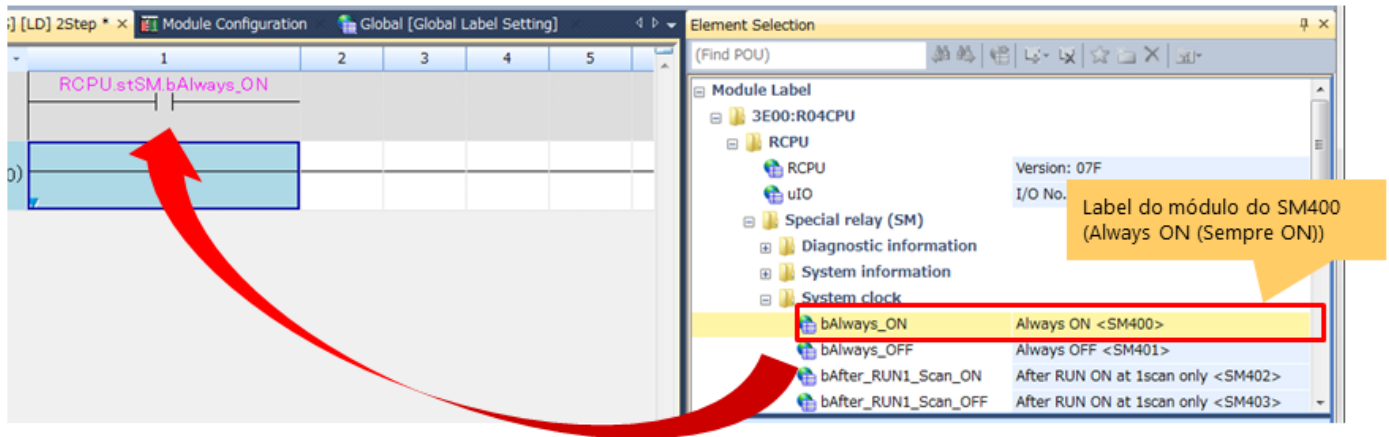 ] [LD] 2Step * Module Configuration Global [Global Label Setting]
1 2 3 4 5
RCPU.stSM.bAlways_ON
0)
Element Selection
(Find POU)
Module Label
3E00:R04CPU
RCPU
RCPU Version: 07F
uIO I/O No.
Special relay (SM)
Diagnostic information
System information
System clock
bAlways_ON Always ON <SM400>
bAlways_OFF Always OFF <SM401>
bAfter_RUN1_Scan_ON After RUN ON at 1scan only <SM402>
bAfter_RUN1_Scan_OFF After RUN ON at 1scan only <SM403>
Label do módulo do SM400
(Always ON (Sempre ON))